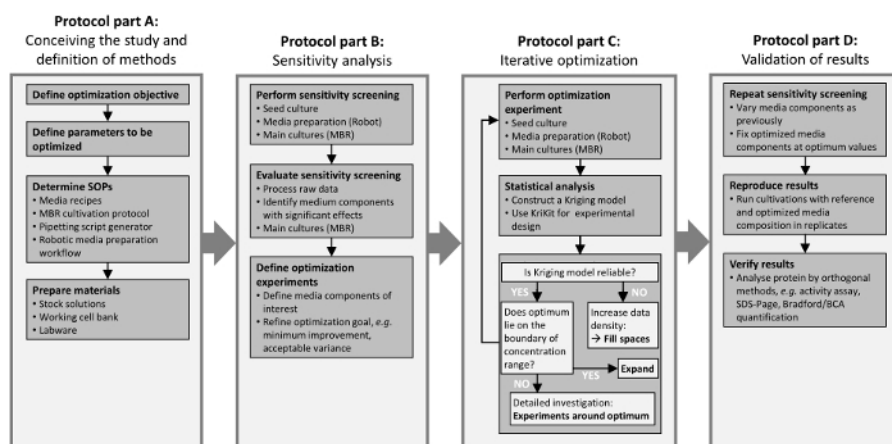 Protocol part A:
Conceiving the study and
definition of methods
Define optimization objective
Define parameters to be
optimized
Determine SOPs
• Media recipes
• MBR cultivation protocol
• Pipetting script generator
• Robotic media preparation
workflow
Prepare materials
• Stock solutions
• Working cell bank
• Labware
Protocol part B:
Sensitivity analysis
Perform sensitivity screening
• Seed culture
• Media preparation (Robot)
• Main cultures (MBR)
Evaluate sensitivity screening
• Process raw data
• Identify medium components
with significant effects
• Main cultures (MBR)
Define optimization
experiments
• Define media components of
interest
• Refine optimization goal, e.g.
minimum improvement,
acceptable variance
Protocol part C:
Iterative optimization
Perform optimization
experiment
• Seed culture
• Media preparation (Robot)
• Main cultures (MBR)
Statistical analysis
• Construct a Kriging model
• Use KriKit for experimental
design
Is Kriging model reliable?
YES
NO
Does optimum
lie on the
boundary of
concentration
range?
Increase data
density:
→ Fill spaces
YES
Expand
NO
Detailed investigation:
Experiments around optimum
Protocol part D:
Validation of results
Repeat sensitivity screening
• Vary media components as
previously
• Fix optimized media
components at optimum values
Reproduce results
• Run cultivations with reference
and optimized media
composition in replicates
Verify results
• Analyse protein by orthogonal
methods, e.g. activity assay,
SDS-Page, Bradford/BCA
quantification